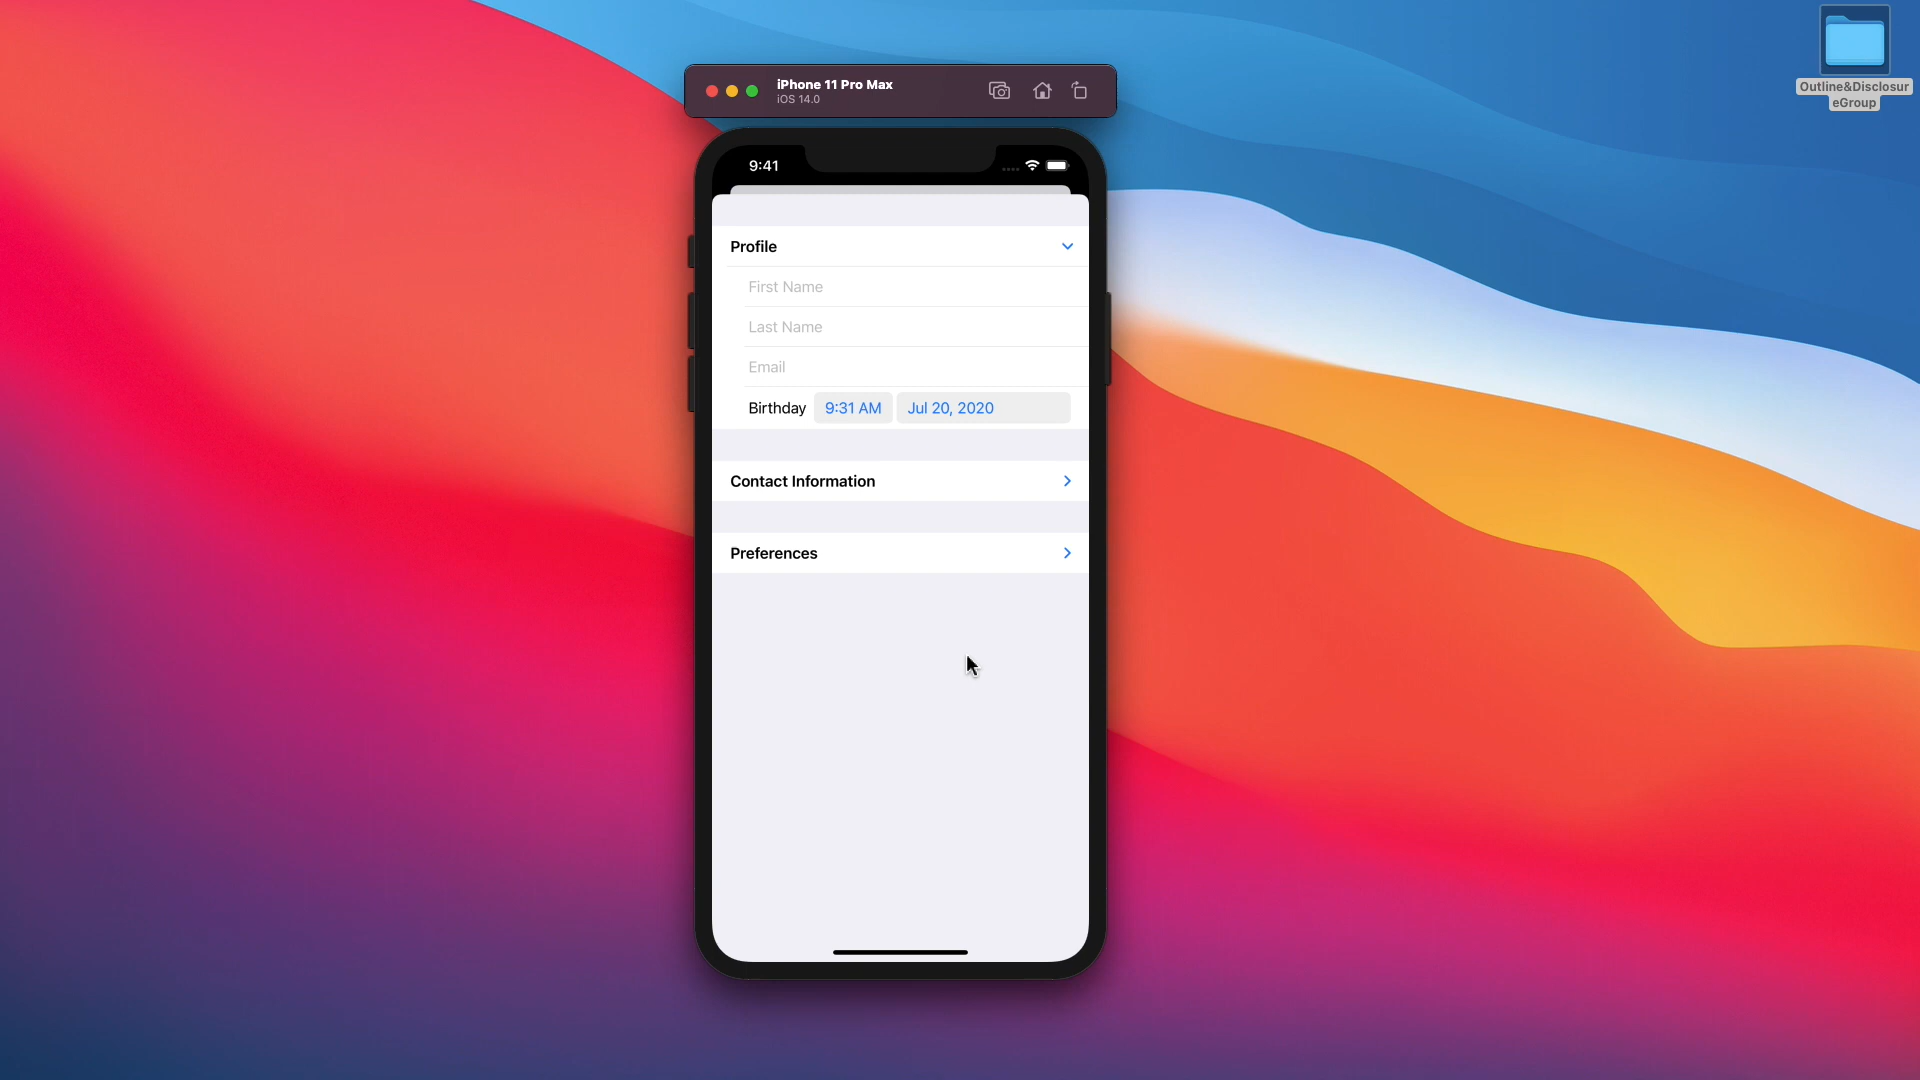 iPhone 11 Pro Max
iOS 14.0
Outline&Disclosur
eGroup
9:41
Profile
First Name
Last Name
Email
Birthday 9:31 AM Jul 20, 2020
Contact Information
Preferences